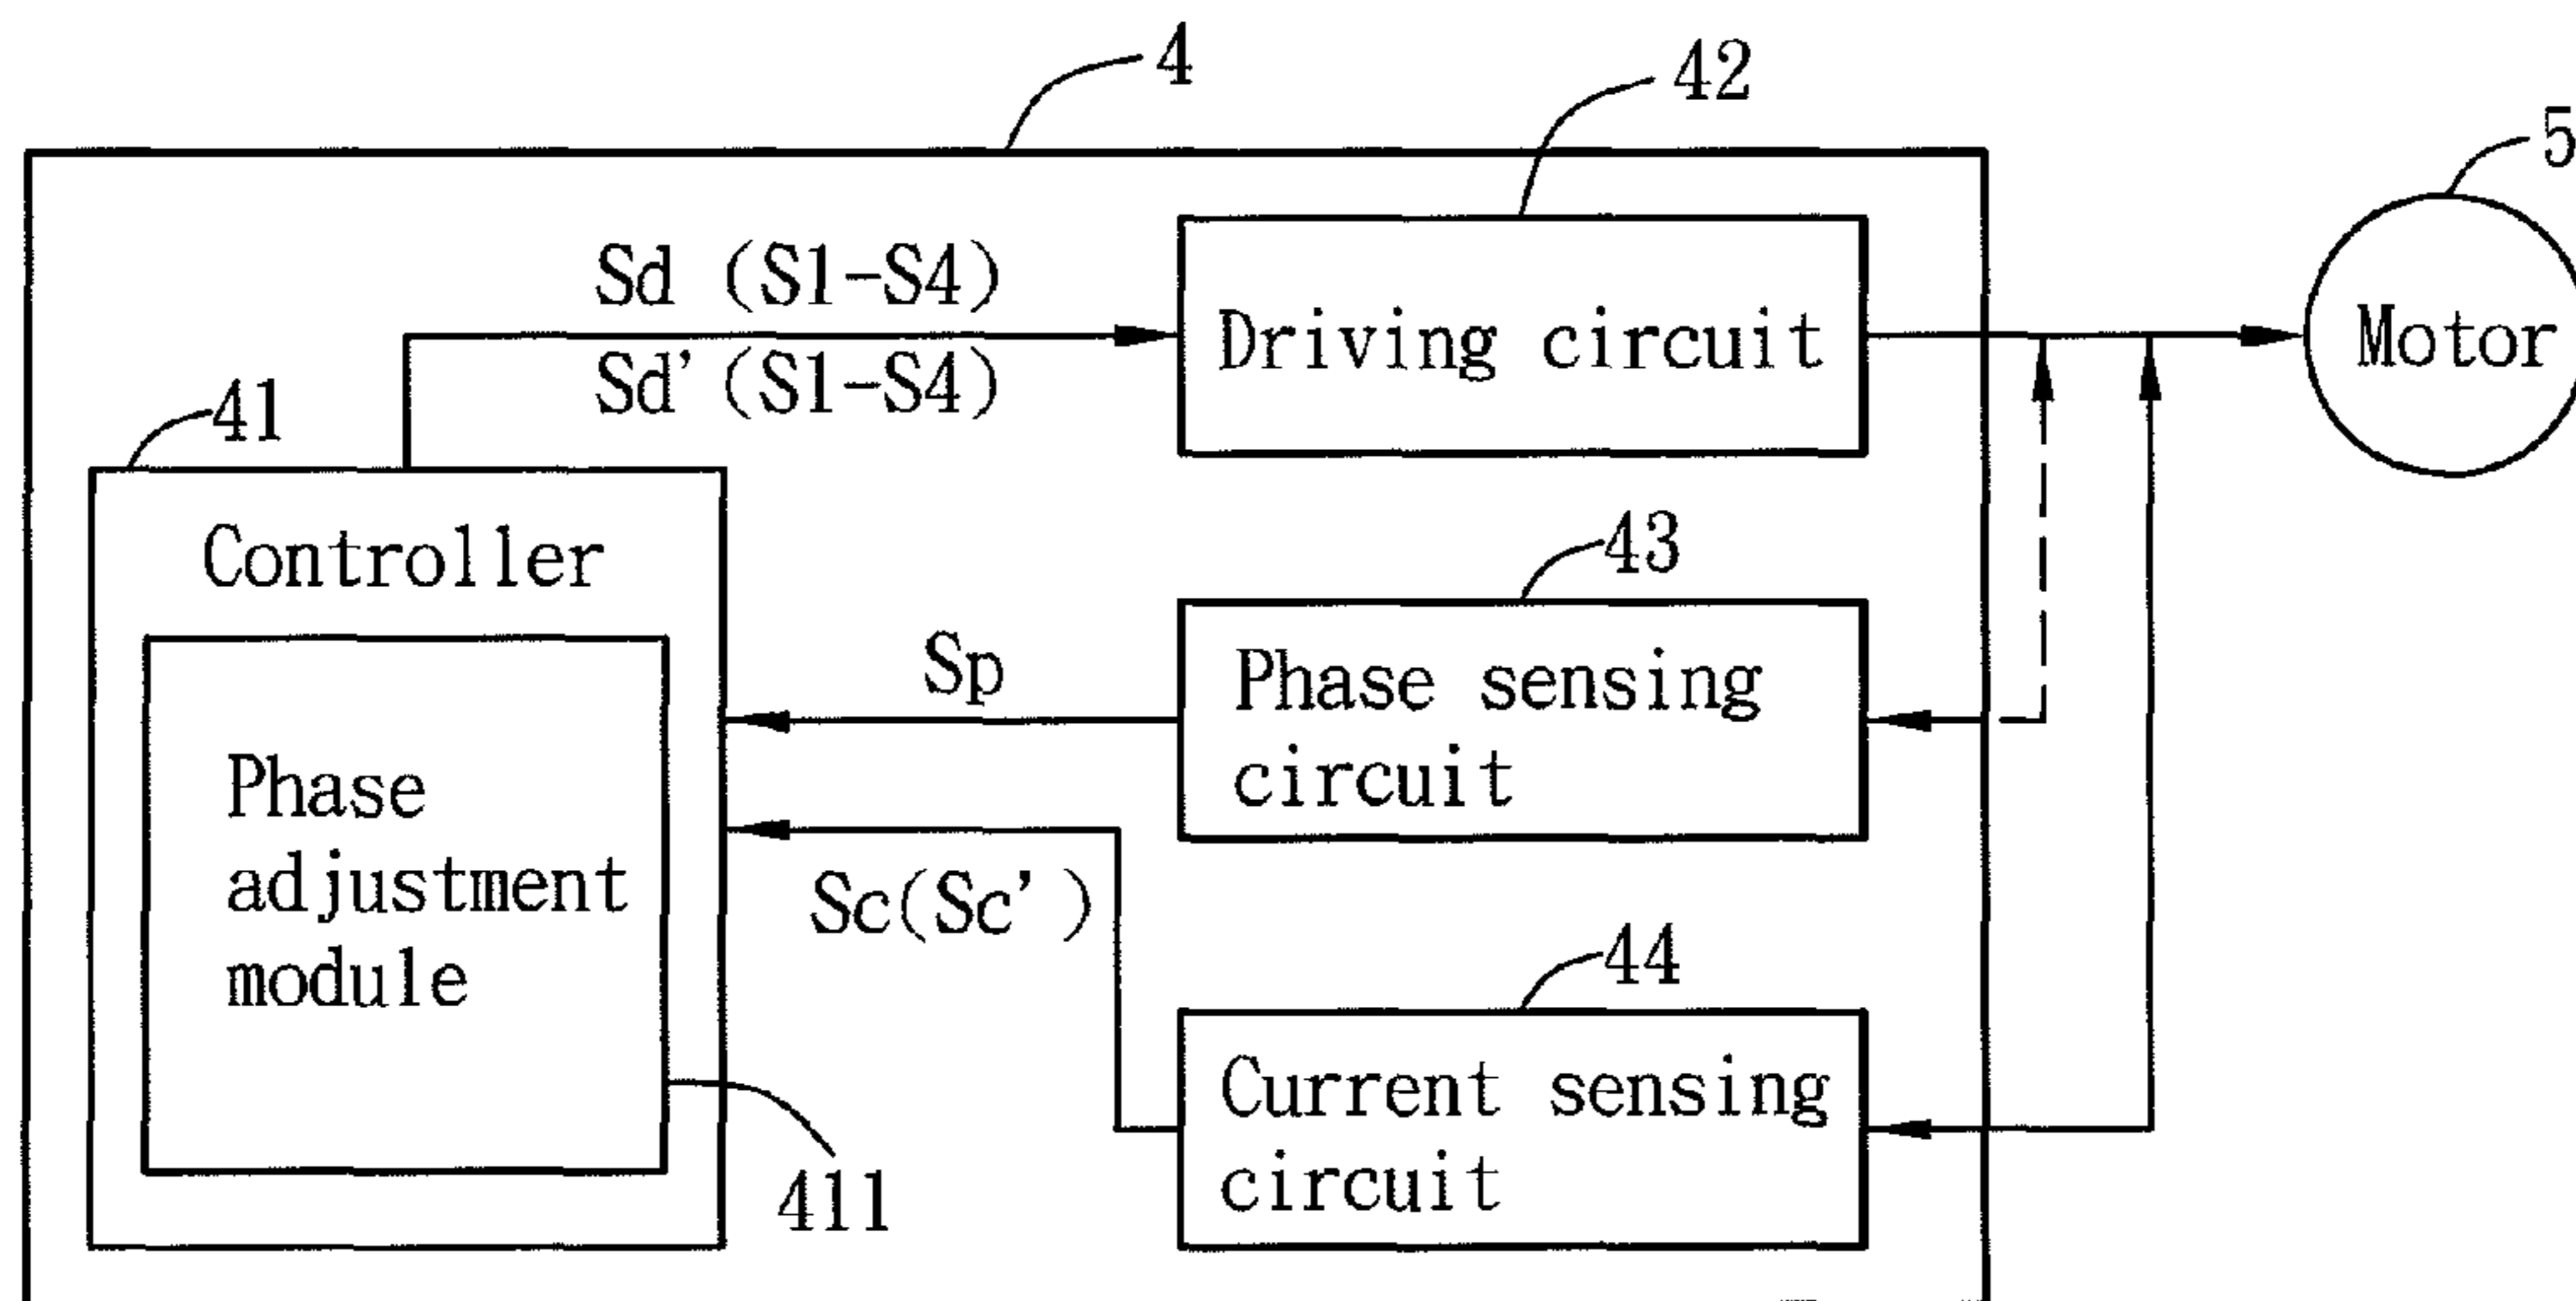 4
42
5
Sd (S1-S4)
Driving circuit
Motor
Sd' (S1-S4)
41
Controller
43
Sp
Phase sensing
circuit
Phase
adjustment
module
Sc(Sc')
44
Current sensing
circuit
411